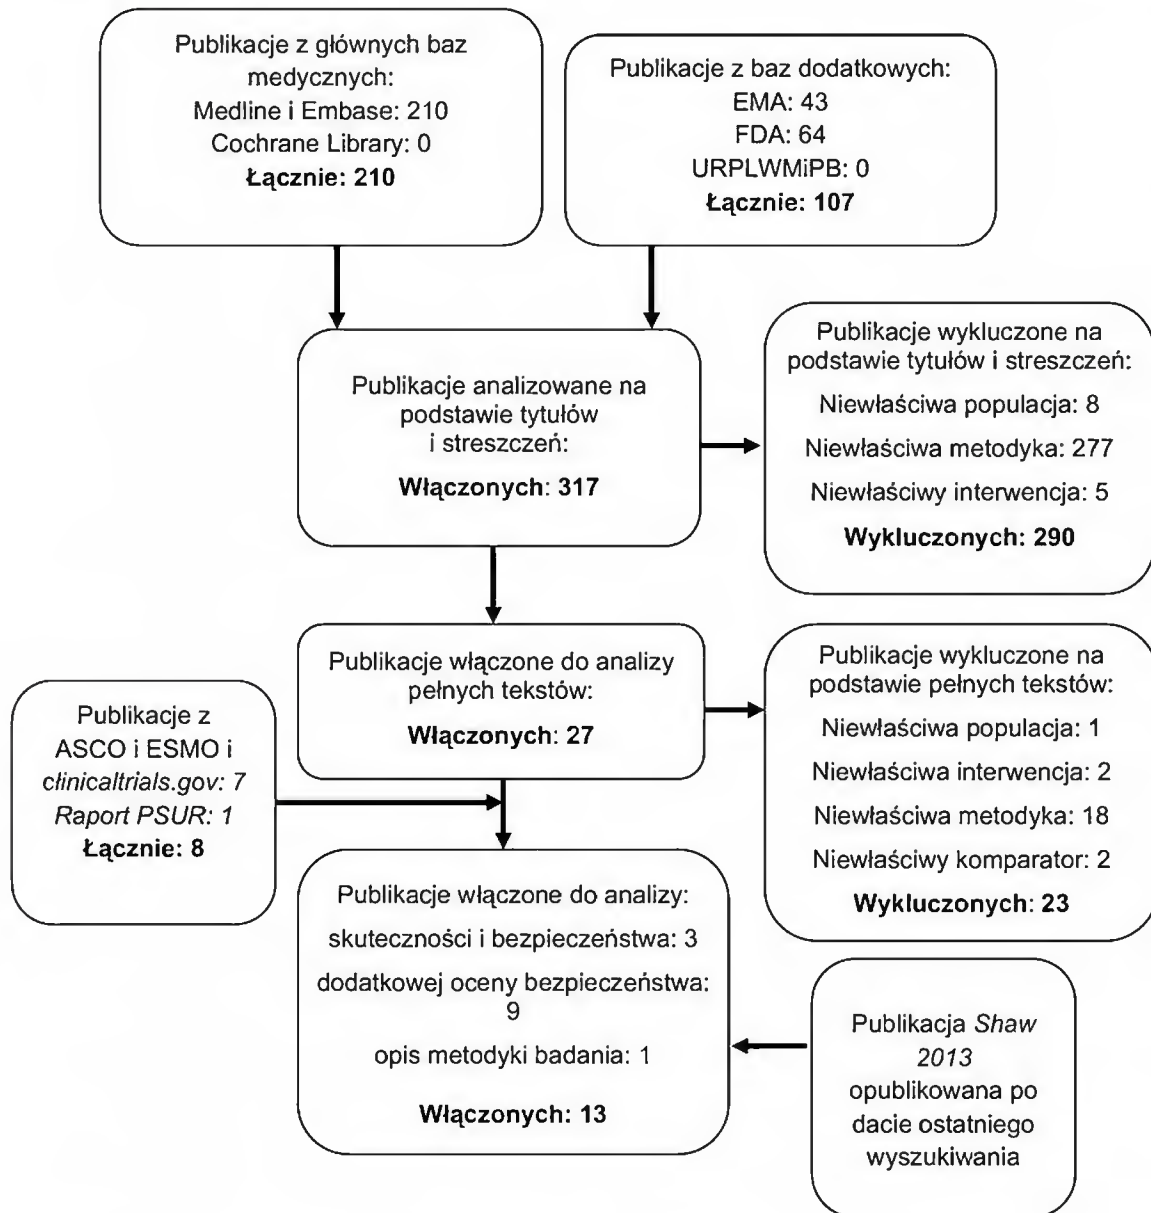 Publikacje z głównych baz
medycznych:
Medline i Embase: 210
Cochrane Library: 0
Łącznie: 210
Publikacje z baz dodatkowych:
EMA: 43
FDA: 64
URPLWMiPB: 0
Łącznie: 107
Publikacje analizowane na
podstawie tytułów
i streszczeń:
Włączonych: 317
Publikacje wykluczone na
podstawie tytułów i streszczeń:
Niewłaściwa populacja: 8
Niewłaściwa metodyka: 277
Niewłaściwy interwencja: 5
Wykluczonych: 290
Publikacje włączone do analizy
pełnych tekstów:
Włączonych: 27
Publikacje wykluczone na
podstawie pełnych tekstów:
Niewłaściwa populacja: 1
Niewłaściwa interwencja: 2
Niewłaściwa metodyka: 18
Niewłaściwy komparator: 2
Wykluczonych: 23
Publikacje z
ASCO i ESMO i
clinicaltrials.gov: 7
Raport PSUR: 1
Łącznie: 8
Publikacje włączone do analizy:
skuteczności i bezpieczeństwa: 3
dodatkowej oceny bezpieczeństwa:
9
opis metodyki badania: 1
Włączonych: 13
Publikacja Shaw
2013
opublikowana po
dacie ostatniego
wyszukiwania